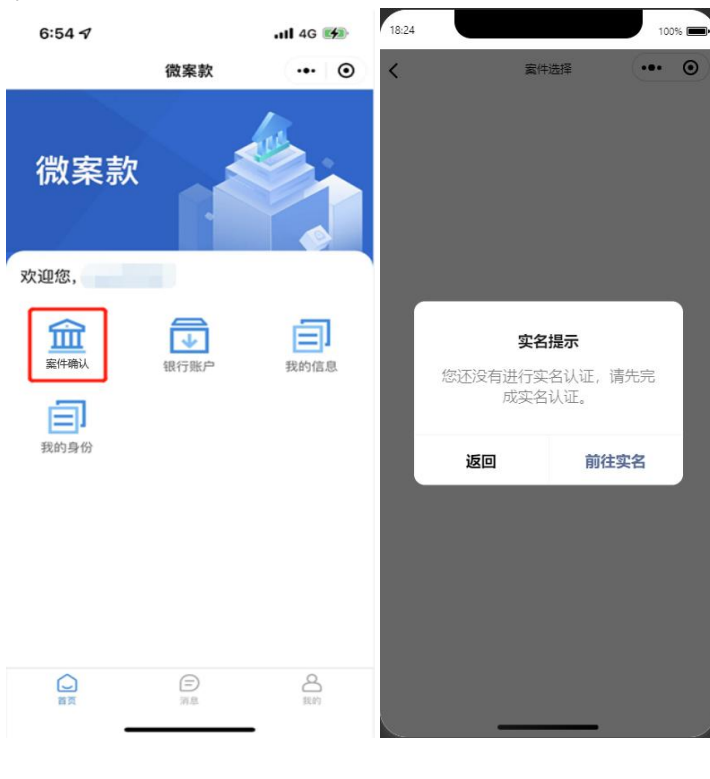 6:54
4G
微案款
微案款
欢迎您,
案件确认
银行账户
我的信息
我的身份
首页
消息
我的
18:24
100%
案件选择
实名提示
您还没有进行实名认证，请先完
成实名认证。
返回
前往实名